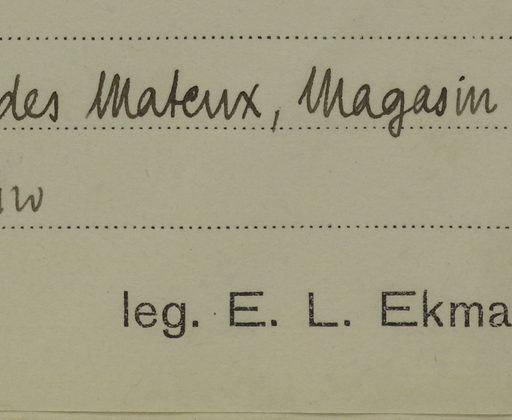 des Mateux, Magasin
w
leg. E. L. Ekma